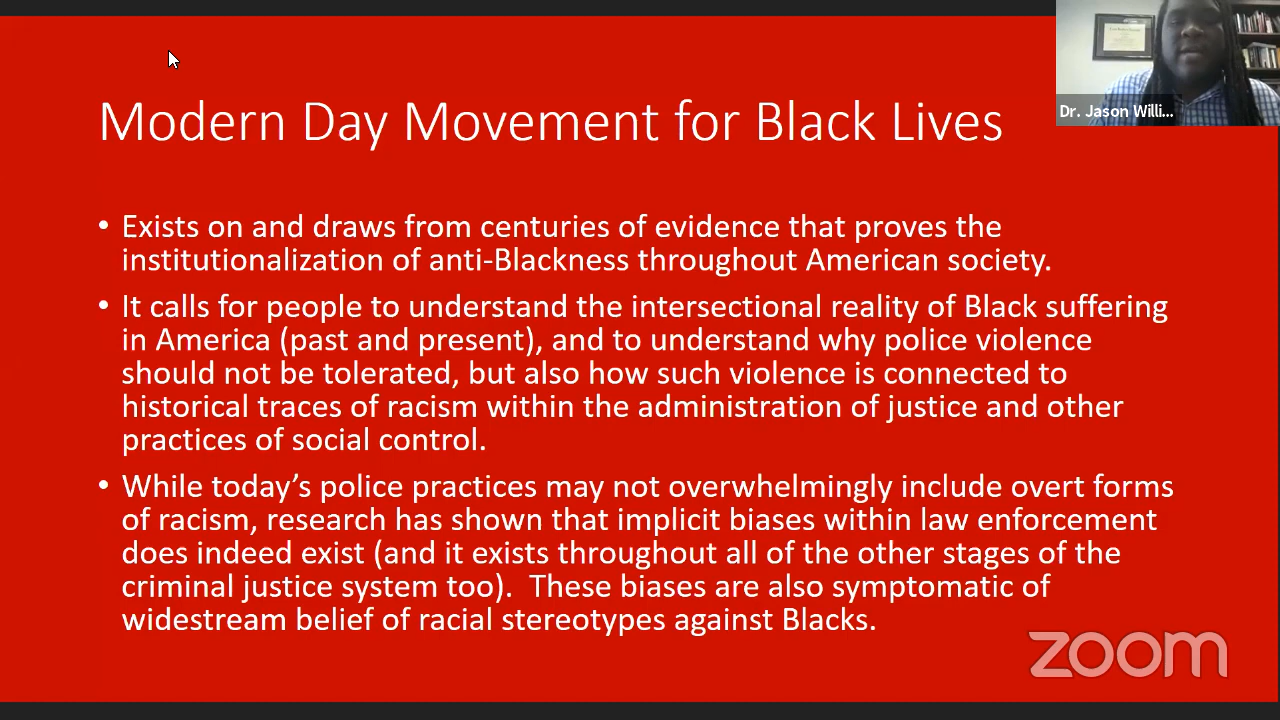 Dr. Jason Willi...
Modern Day Movement for Black Lives
• Exists on and draws from centuries of evidence that proves the
institutionalization of anti-Blackness throughout American society.
• It calls for people to understand the intersectional reality of Black suffering
in America (past and present), and to understand why police violence
should not be tolerated, but also how such violence is connected to
historical traces of racism within the administration of justice and other
practices of social control.
• While today’s police practices may not overwhelmingly include overt forms
of racism, research has shown that implicit biases within law enforcement
does indeed exist (and it exists throughout all of the other stages of the
criminal justice system too).  These biases are also symptomatic of
widestream belief of racial stereotypes against Blacks.
zoom